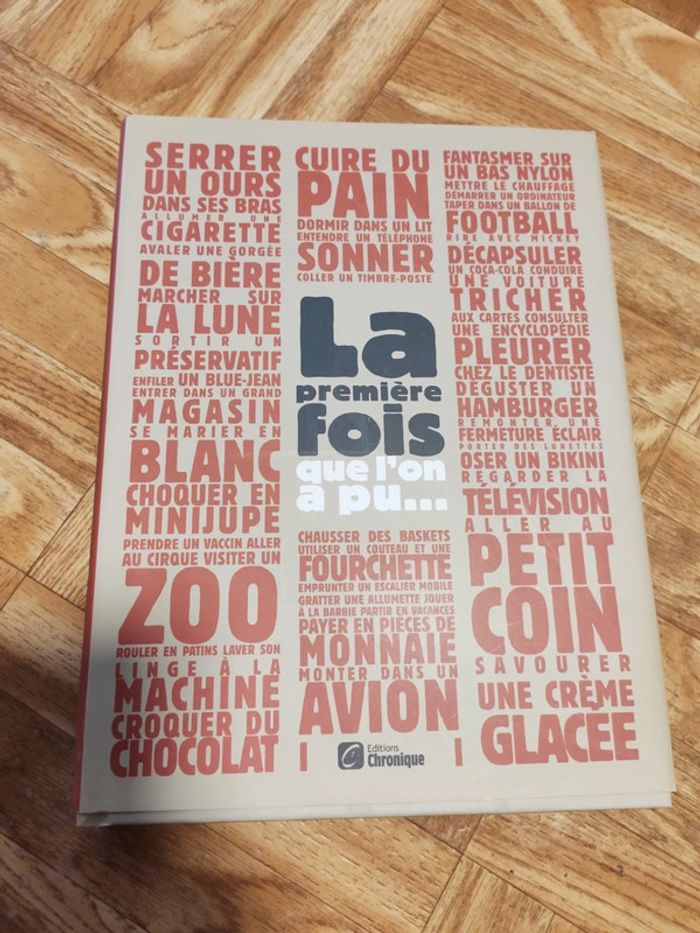 SERRER
UN OURS
DANS SES BRAS
ALLUMER UNE
CIGARETTE
AVALER UNE GORGÉE
DE BIÈRE
MARCHER SUR
LA LUNE
SORTIR UN
PRÉSERVATIF
ENFILER UN BLUE-JEAN
ENTRER DANS UN GRAND
MAGASIN
SE MARIER EN
BLANC
CHOQUER EN
MINIJUPE
PRENDRE UN VACCIN ALLER
AU CIRQUE VISITER UN
ZOO
ROULER EN PATINS LAVER SON
LINGE À LA
MACHINE
CROQUER DU
CHOCOLAT
CUIRE DU
PAIN
DORMIR DANS UN LIT
ENTENDRE UN TÉLÉPHONE
SONNER
COLLER UN TIMBRE-POSTE
La
première
fois
que l'on
a pu...
CHAUSSER DES BASKETS
UTILISER UN COUTEAU ET UNE
FOURCHETTE
EMPRUNTER UN ESCALIER MOBILE
GRATTER UNE ALLUMETTE JOUER
À LA BARBIE PARTIR EN VACANCES
PAYER EN PIÈCES DE
MONNAIE
MONTER DANS UN
AVION
Editions
Chronique
FANTASMER SUR
UN BAS NYLON
METTRE LE CHAUFFAGE
DÉMARRER UN ORDINATEUR
TAPER DANS UN BALLON DE
FOOTBALL
RIRE AVEC MICKEY
DÉCAPSULER
UN COCA-COLA CONDUIRE
UNE VOITURE
TRICHER
AUX CARTES CONSULTER
UNE ENCYCLOPÉDIE
PLEURER
CHEZ LE DENTISTE
DÉGUSTER UN
HAMBURGER
REMONTER UNE
FERMETURE ÉCLAIR
PORTER DES LUNETTES
OSER UN BIKINI
REGARDER LA
TÉLÉVISION
ALLER AU
PETIT
COIN
SAVOURER
UNE CRÈME
GLACÉE